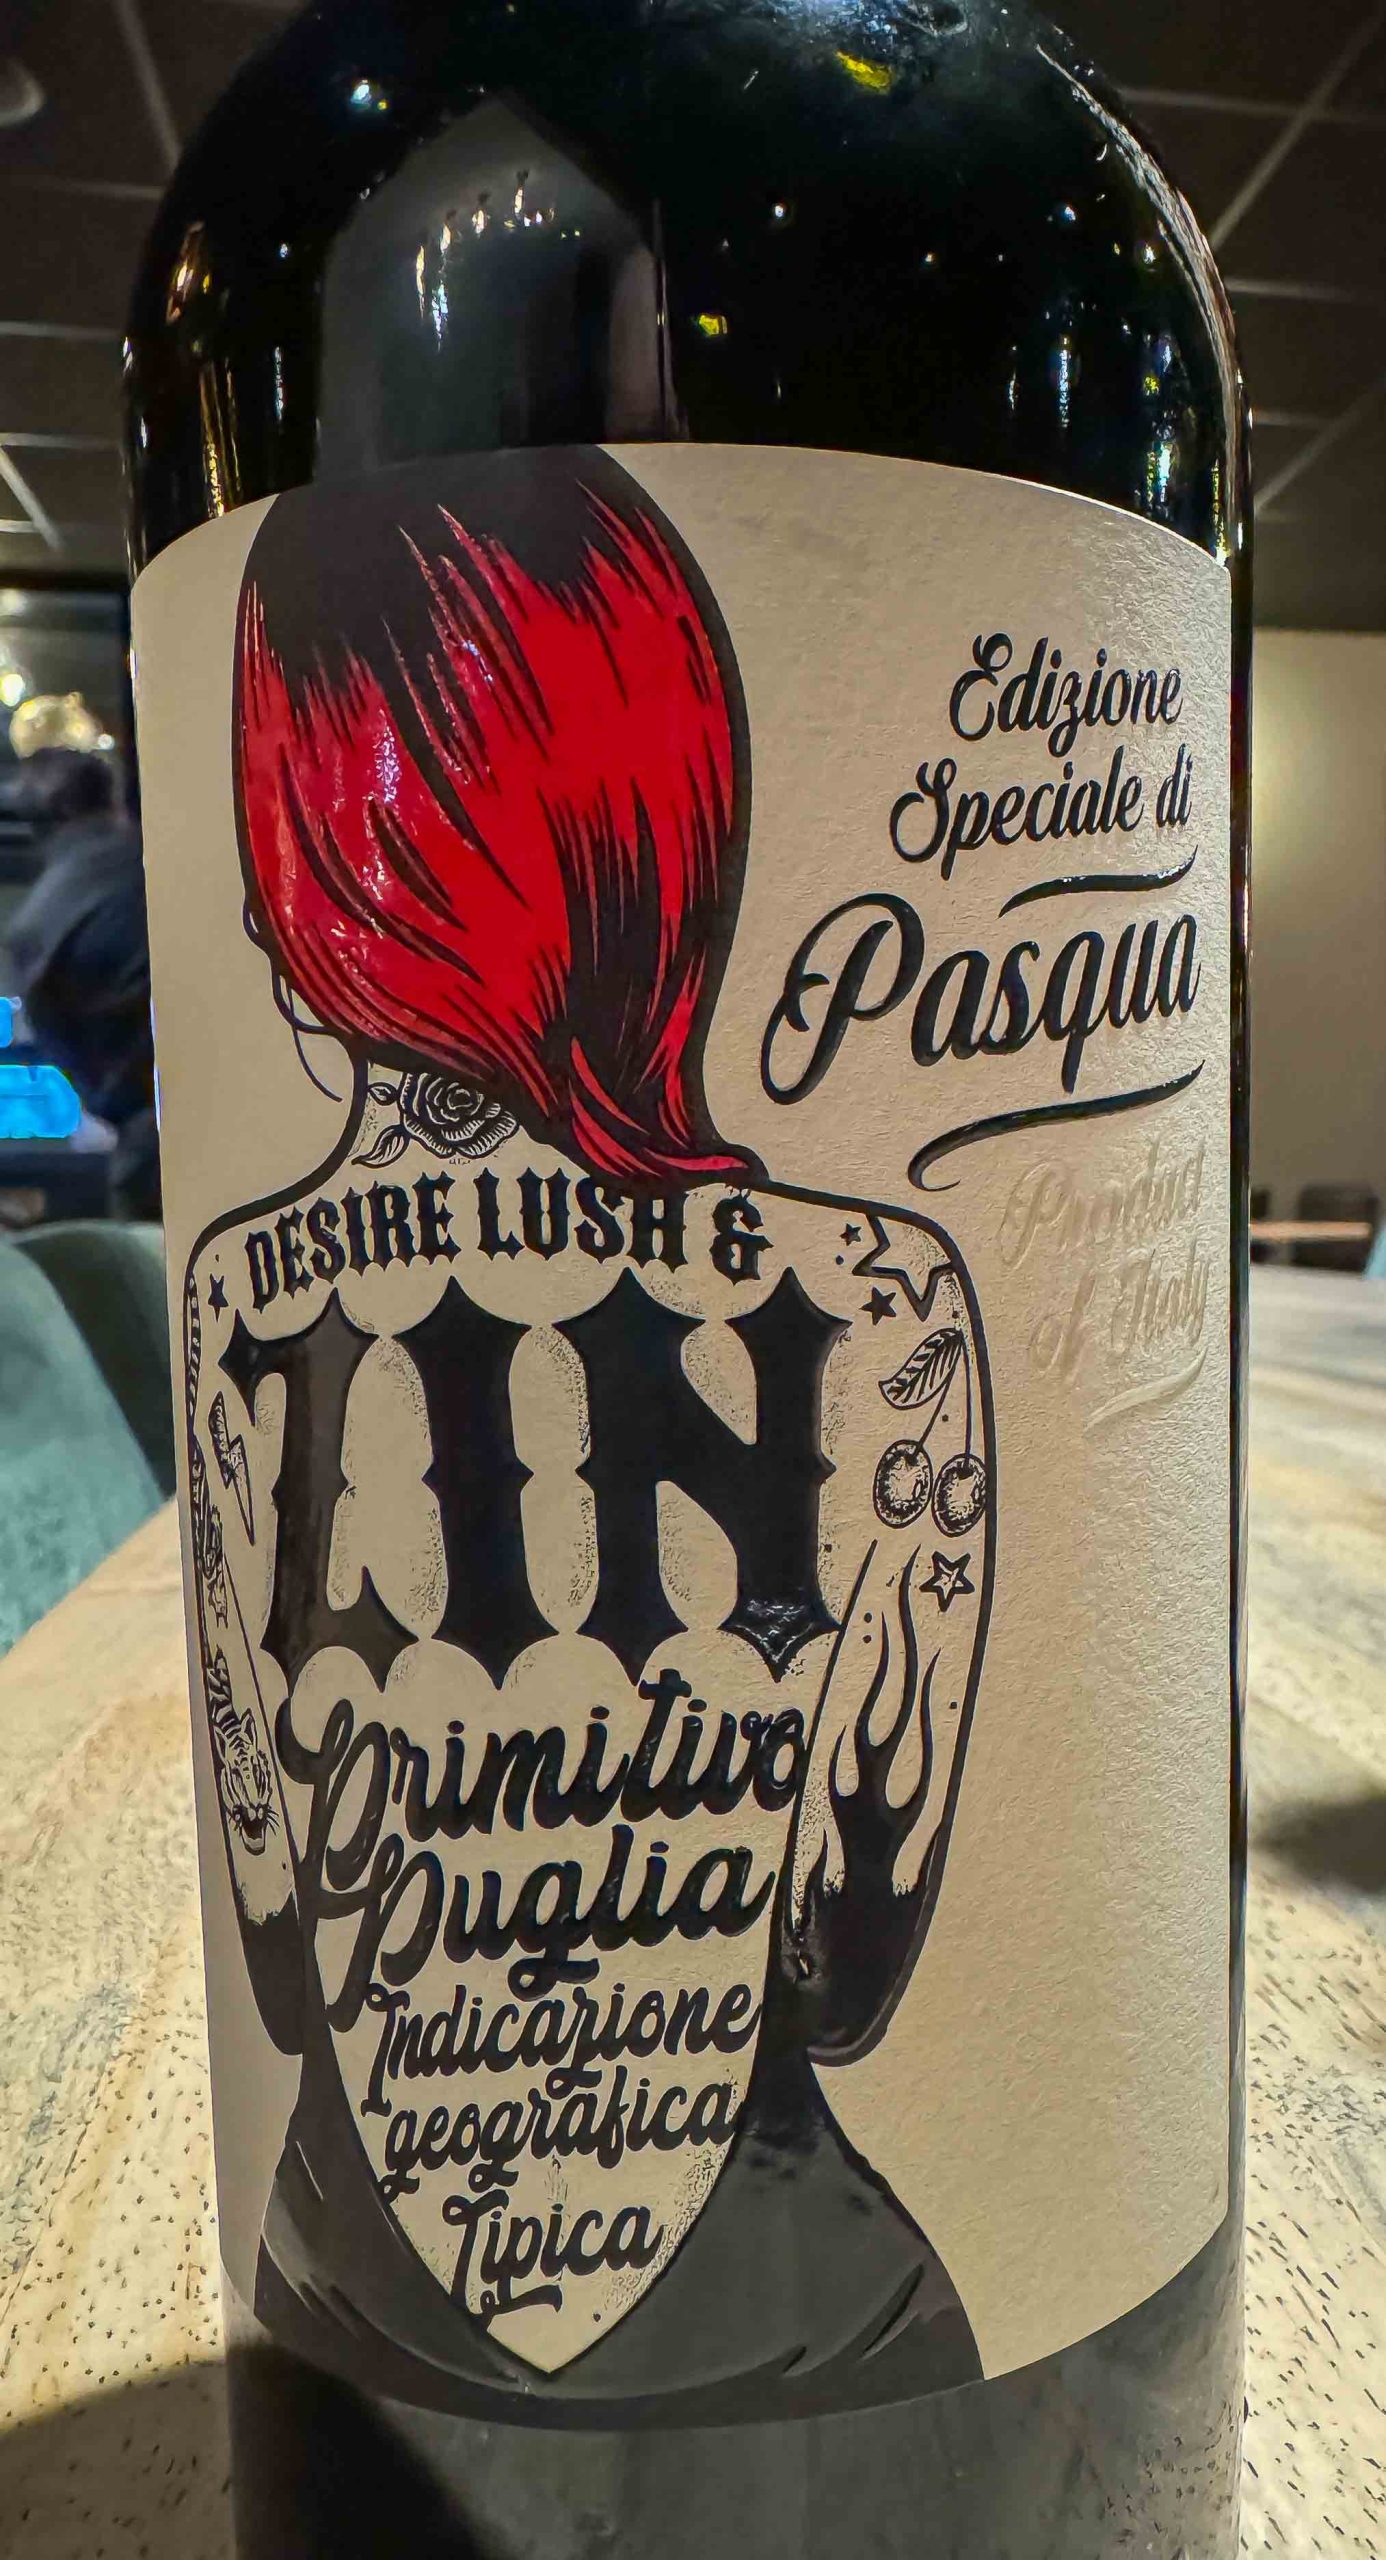 Edizione
Speciale di
Pasqua
Product
of Italy
DESIRE LUSH &
ZIN
Primitivo
Puglia
Indicazione
geografica
Tipica